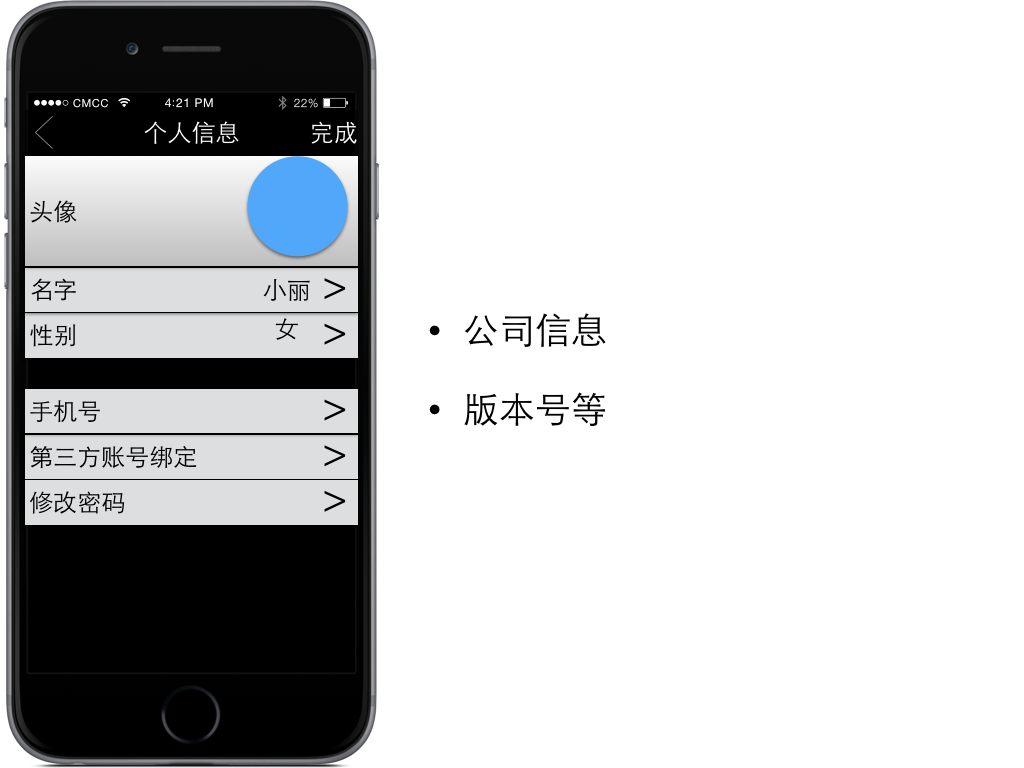 CMCC 4:21 PM 22%
个人信息 完成
头像
名字 小丽 >
性别 女 >
手机号 >
第三方账号绑定 >
修改密码 >
• 公司信息
• 版本号等